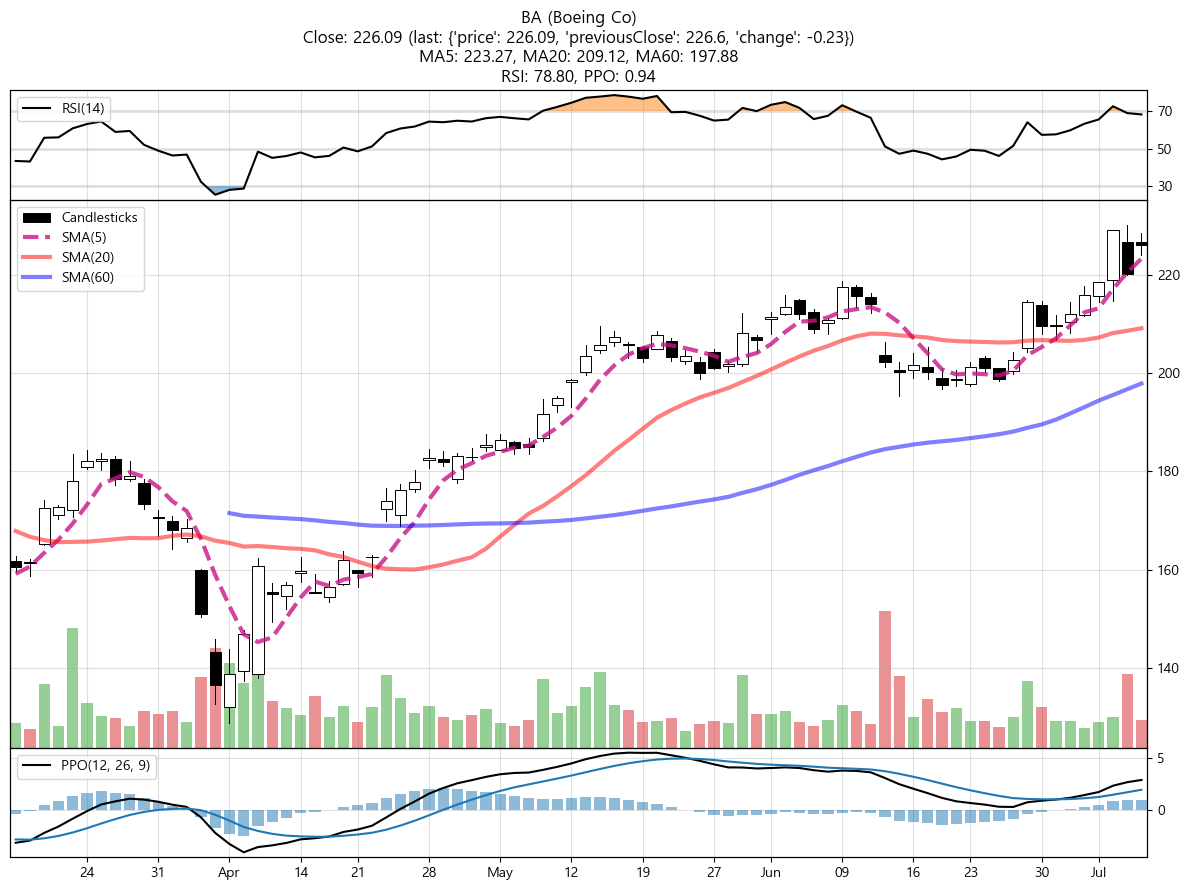 BA (Boeing Co)
Close: 226.09 (last: {'price': 226.09, 'previousClose': 226.6, 'change': -0.23})
MA5: 223.27, MA20: 209.12, MA60: 197.88
RSI: 78.80, PPO: 0.94
RSI(14)
70
50
30
Candlesticks
SMA(5)
SMA(20)
SMA(60)
220
200
180
160
140
PPO(12, 26, 9)
5
0
24 31 Apr 14 21 28 May 12 19 27 Jun 09 16 23 30 Jul